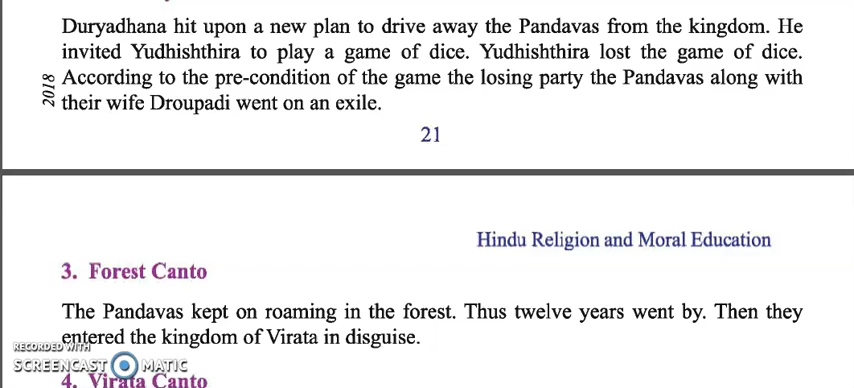 Duryadhana hit upon a new plan to drive away the Pandavas from the kingdom. He
invited Yudhishthira to play a game of dice. Yudhishthira lost the game of dice.
According to the pre-condition of the game the losing party the Pandavas along with
their wife Droupadi went on an exile.
2018
21
Hindu Religion and Moral Education
3. Forest Canto
The Pandavas kept on roaming in the forest. Thus twelve years went by. Then they
entered the kingdom of Virata in disguise.
RECORDED WITH
SCREENCAST MATIC
4. Virata Canto